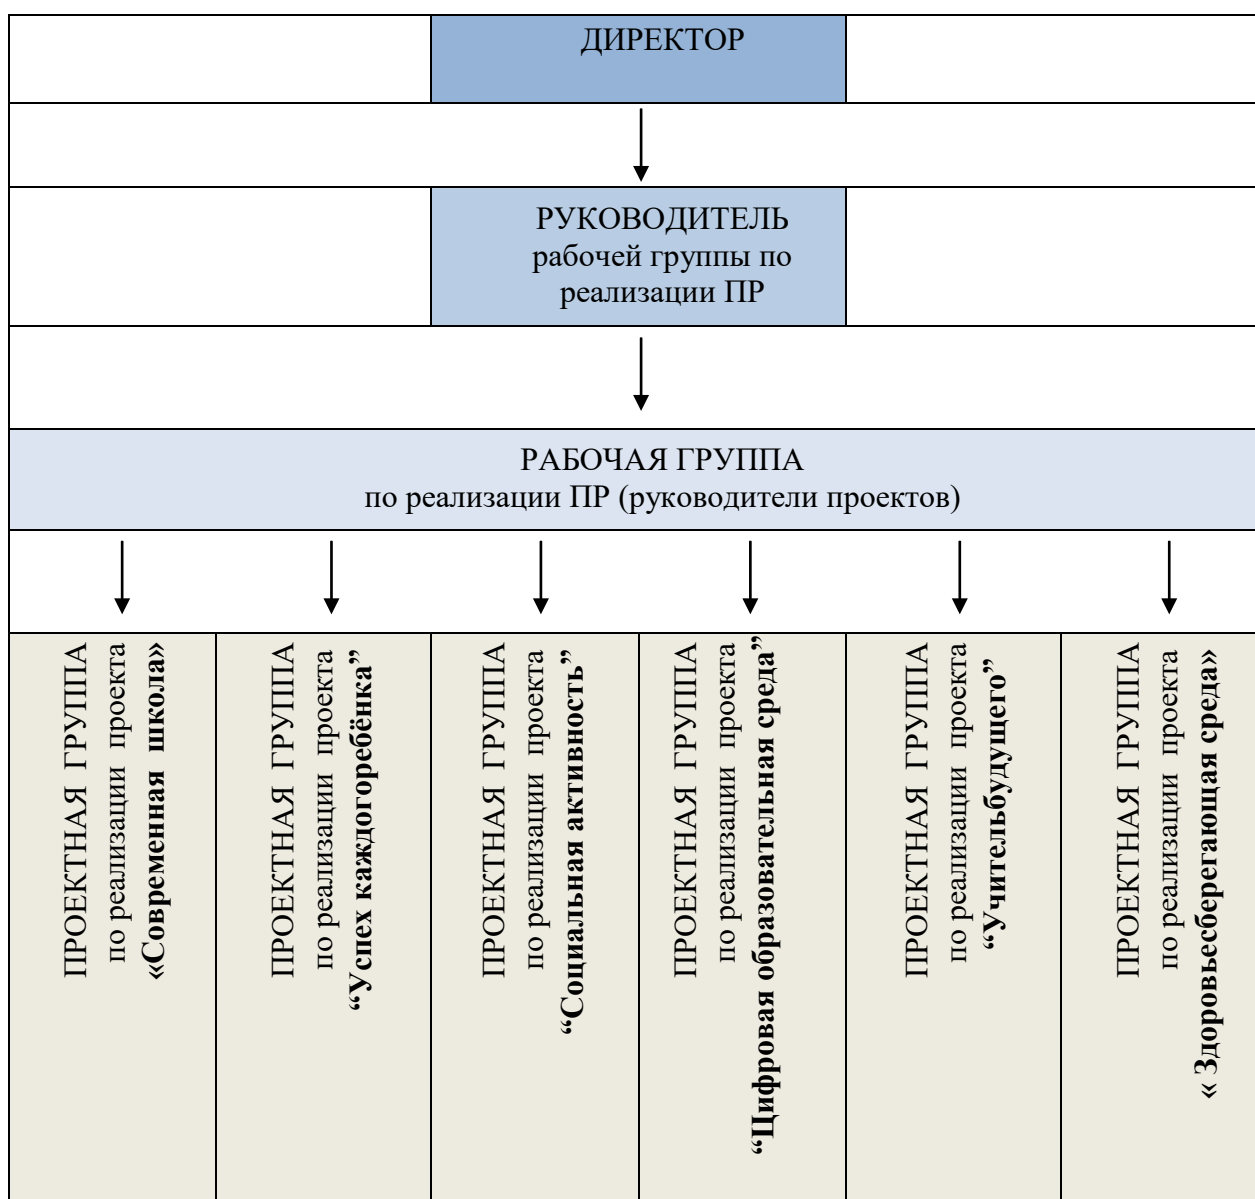 ДИРЕКТОР
РУКОВОДИТЕЛЬ
рабочей группы по
реализации ПР
РАБОЧАЯ ГРУППА
по реализации ПР (руководители проектов)
ПРОЕКТНАЯ ГРУППА
по реализации проекта
«Современная школа»
ПРОЕКТНАЯ ГРУППА
по реализации проекта
“Успех каждогоребёнка”
ПРОЕКТНАЯ ГРУППА
по реализации проекта
“Социальная активность”
ПРОЕКТНАЯ ГРУППА
по реализации проекта
“Цифровая образовательная среда”
ПРОЕКТНАЯ ГРУППА
по реализации проекта
“Учительбудущего”
ПРОЕКТНАЯ ГРУППА
по реализации проекта
« Здоровьесберегающая среда»